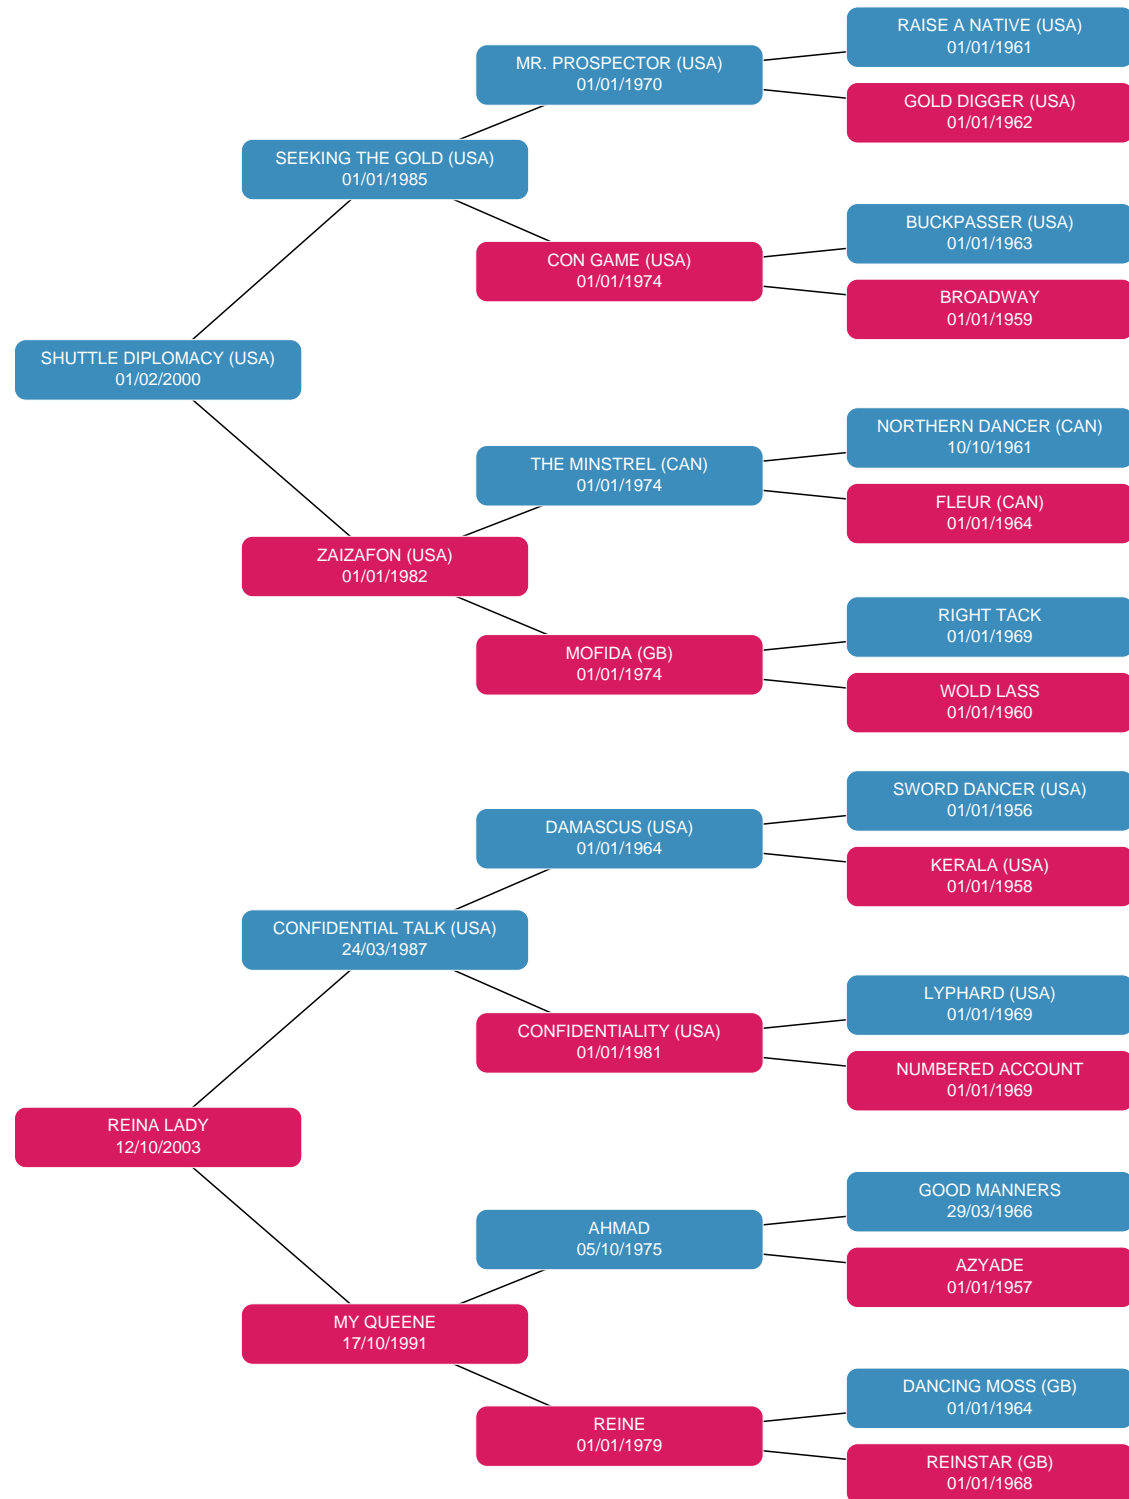 RAISE A NATIVE (USA)
01/01/1961
MR. PROSPECTOR (USA)
01/01/1970
GOLD DIGGER (USA)
01/01/1962
SEEKING THE GOLD (USA)
01/01/1985
BUCKPASSER (USA)
01/01/1963
CON GAME (USA)
01/01/1974
BROADWAY
01/01/1959
SHUTTLE DIPLOMACY (USA)
01/02/2000
NORTHERN DANCER (CAN)
10/10/1961
THE MINSTREL (CAN)
01/01/1974
FLEUR (CAN)
01/01/1964
ZAIZAFON (USA)
01/01/1982
RIGHT TACK
01/01/1969
MOFIDA (GB)
01/01/1974
WOLD LASS
01/01/1960
SWORD DANCER (USA)
01/01/1956
DAMASCUS (USA)
01/01/1964
KERALA (USA)
01/01/1958
CONFIDENTIAL TALK (USA)
24/03/1987
LYPHARD (USA)
01/01/1969
CONFIDENTIALITY (USA)
01/01/1981
NUMBERED ACCOUNT
01/01/1969
REINA LADY
12/10/2003
GOOD MANNERS
29/03/1966
AHMAD
05/10/1975
AZYADE
01/01/1957
MY QUEENE
17/10/1991
DANCING MOSS (GB)
01/01/1964
REINE
01/01/1979
REINSTAR (GB)
01/01/1968